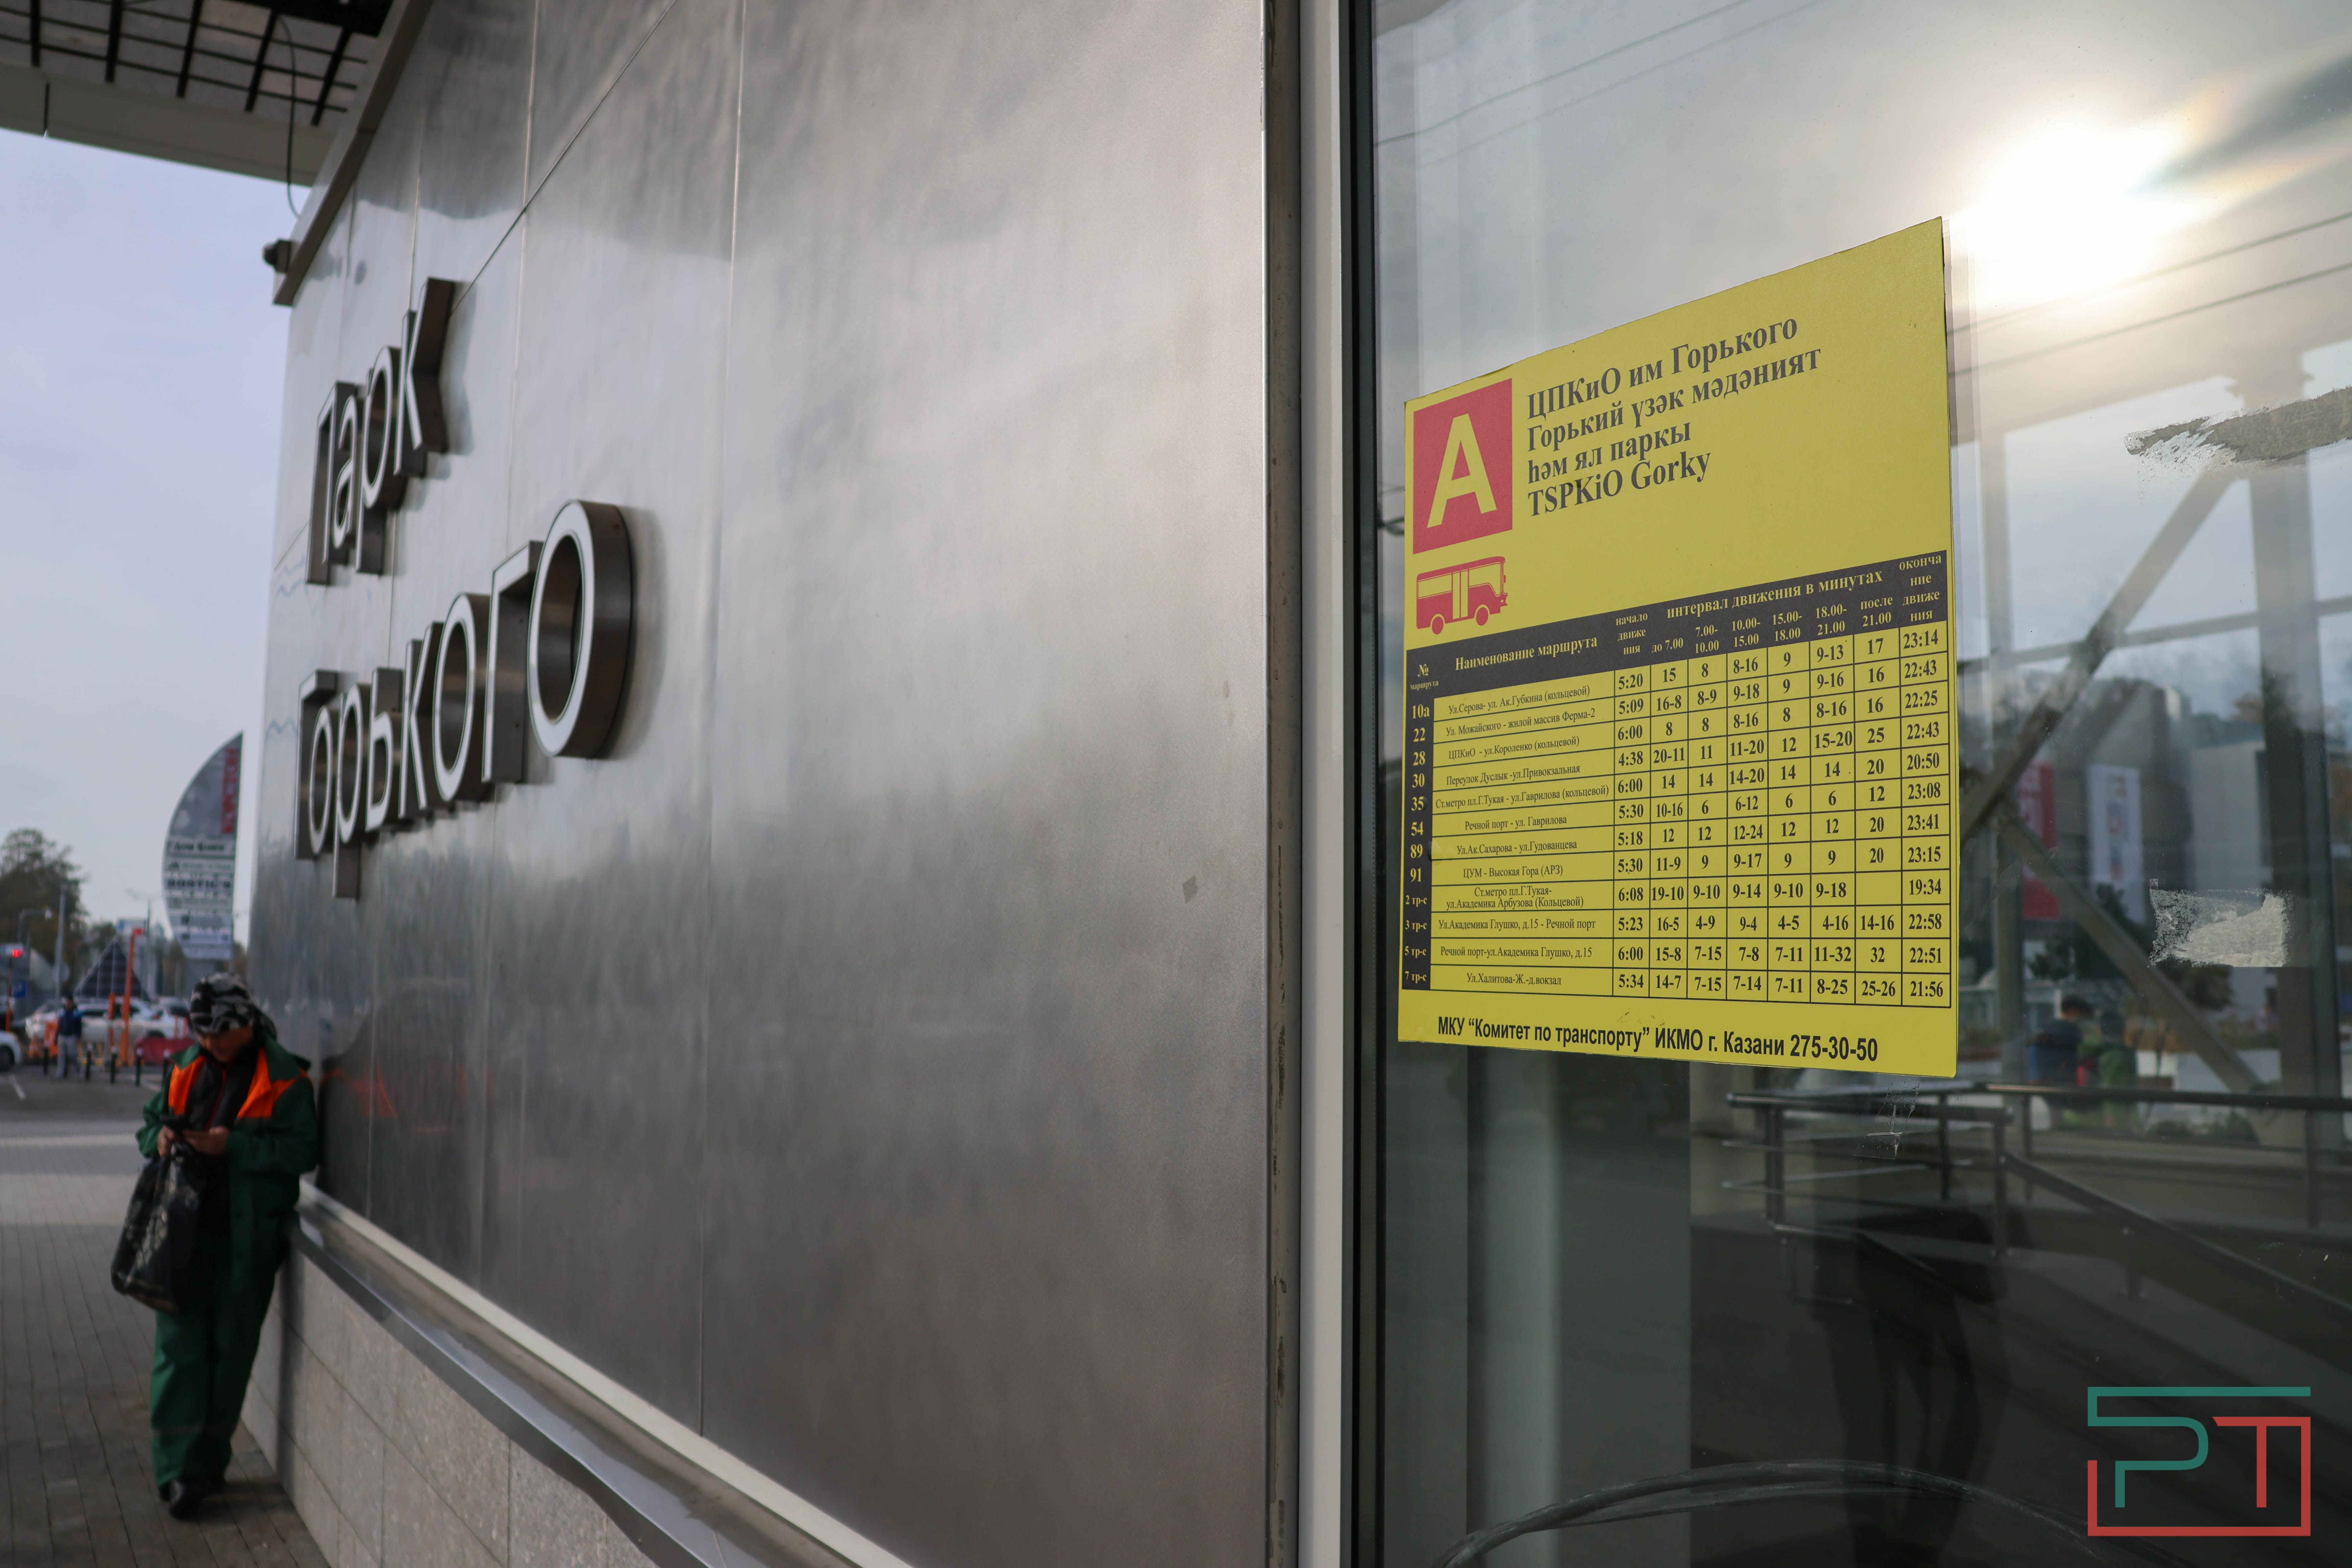 Парк
Горького
А
ЦПКиО им Горького
Горький үзәк мәдәният
һәм ял паркы
TSPKiO Gorky
№ маршрута Наименование маршрута начало движе ния интервал движения в минутах оконча ние движе ния
до 7.00 7.00-10.00 10.00-15.00 15.00-18.00 18.00-21.00 после 21.00
10а Ул.Серова- ул. Ак.Губкина (кольцевой) 5:20 15 8 8-16 9 9-13 17 23:14
22 Ул. Можайского - жилой массив Ферма-2 5:09 16-8 8-9 9-18 9 9-16 16 22:43
28 ЦПКиО - ул.Короленко (кольцевой) 6:00 8 8 8-16 8 8-16 16 22:25
30 Переулок Дуслык -ул.Привокзальная 4:38 20-11 11 11-20 12 15-20 25 22:43
35 Ст.метро пл.Г.Тукая - ул.Гаврилова (кольцевой) 6:00 14 14 14-20 14 14 20 20:50
54 Речной порт - ул. Гаврилова 5:30 10-16 6 6-12 6 6 12 23:08
89 Ул.Ак.Сахарова - ул.Гудованцева 5:18 12 12 12-24 12 12 20 23:41
91 ЦУМ - Высокая Гора (АРЗ) 5:30 11-9 9 9-17 9 9 20 23:15
2 тр-с Ст.метро пл.Г.Тукая-ул.Академика Арбузова (Кольцевой) 6:08 19-10 9-10 9-14 9-10 9-18 19:34
3 тр-с Ул.Академика Глушко, д.15 - Речной порт 5:23 16-5 4-9 9-4 4-5 4-16 14-16 22:58
5 тр-с Речной порт-ул.Академика Глушко, д.15 6:00 15-8 7-15 7-8 7-11 11-32 32 22:51
7 тр-с Ул.Халитова-Ж.-д.вокзал 5:34 14-7 7-15 7-14 7-11 8-25 25-26 21:56
МКУ "Комитет по транспорту" ИКМО г. Казани 275-30-50
РТ